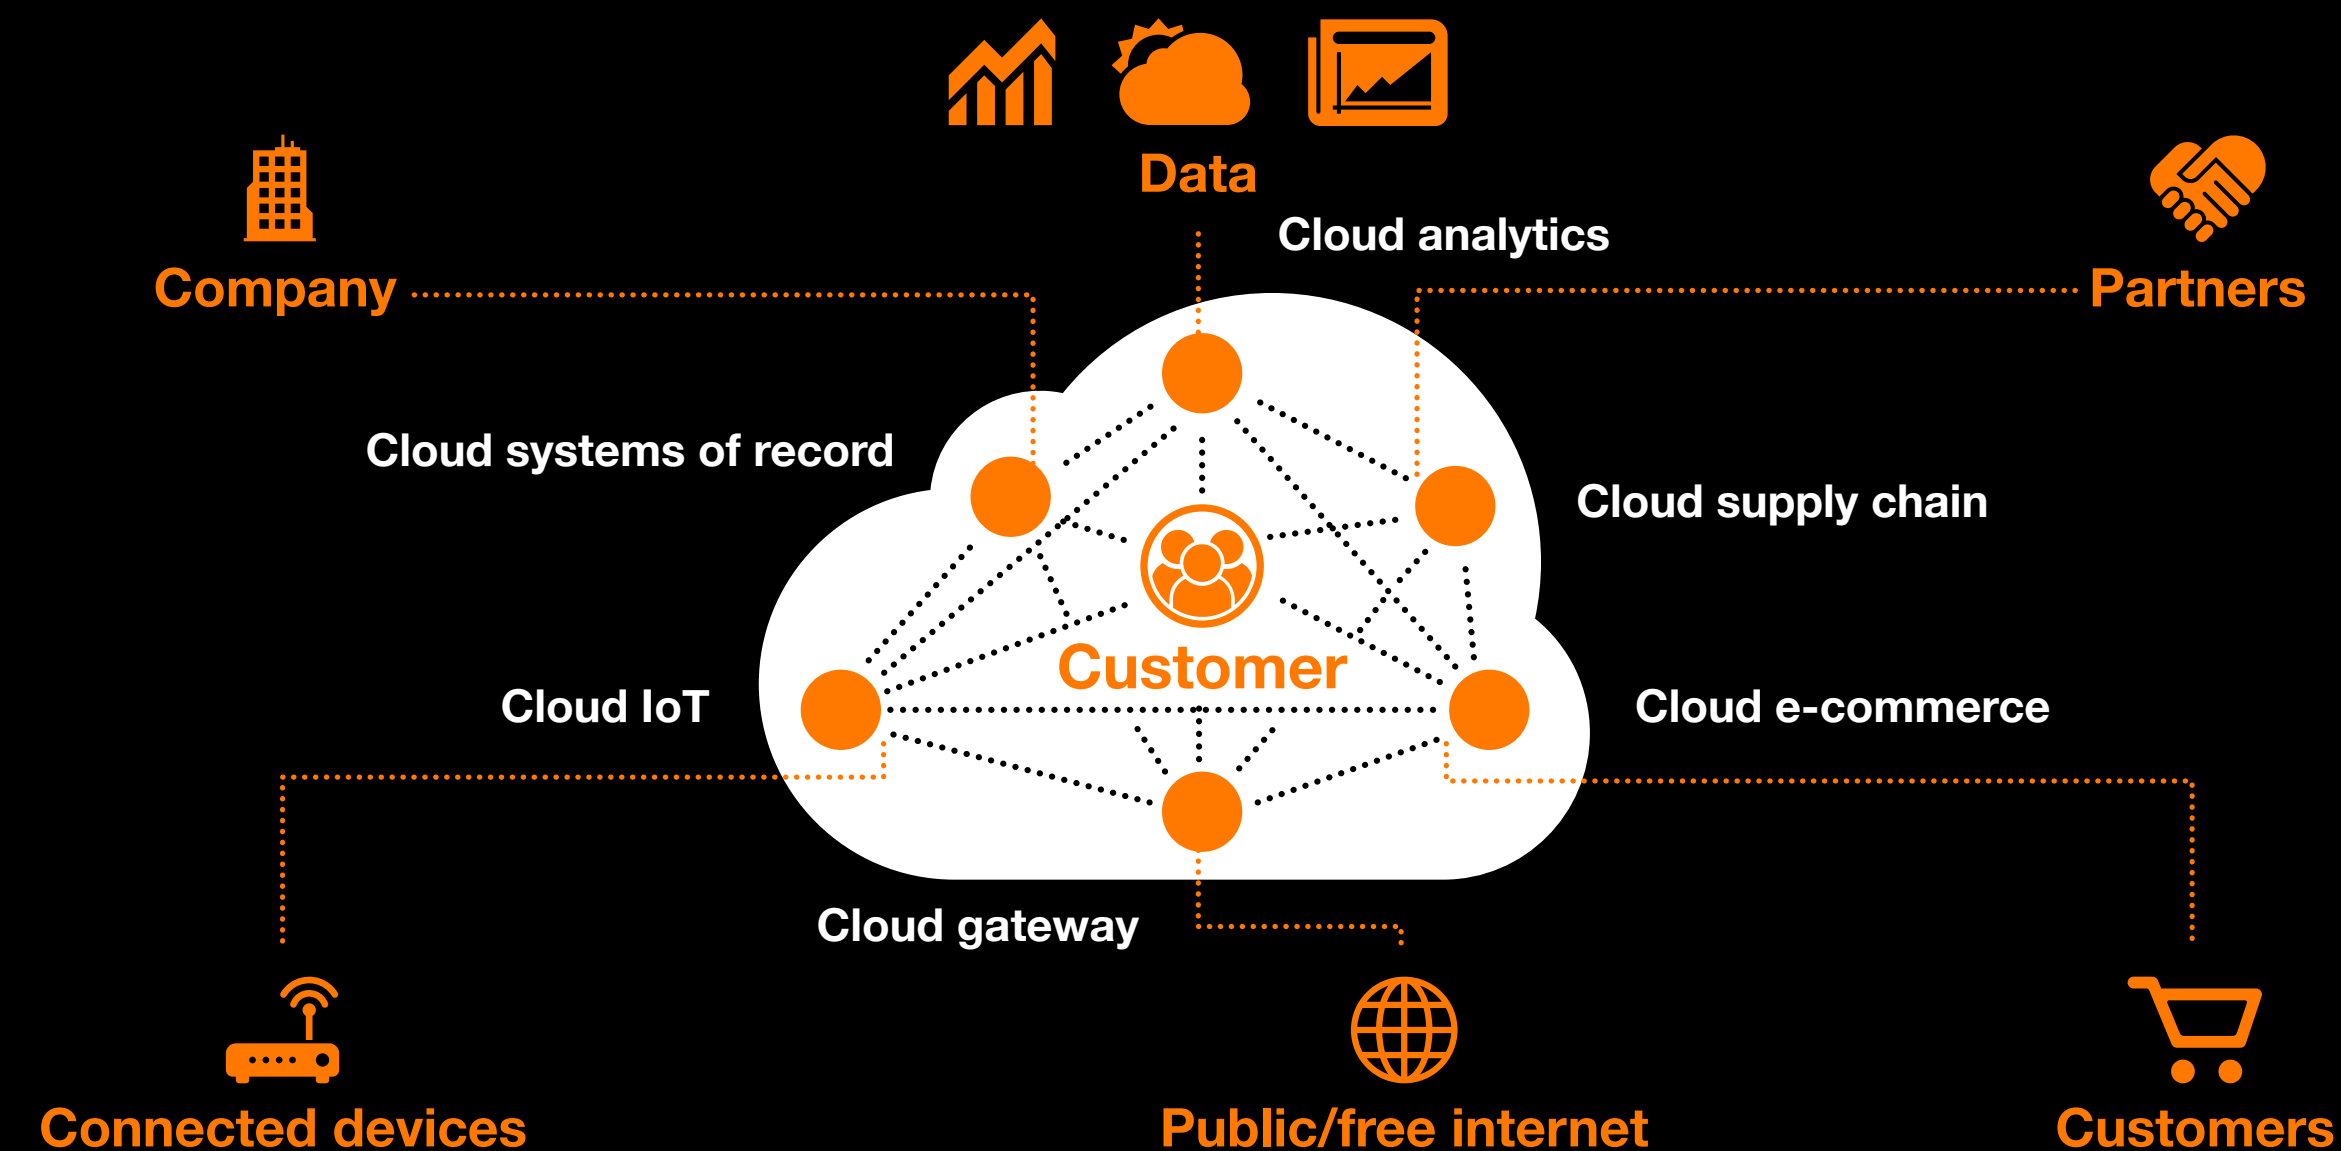 Data
Cloud analytics
Company
Partners
Cloud systems of record
Cloud supply chain
Customer
Cloud IoT
Cloud e-commerce
Cloud gateway
Connected devices
Public/free internet
Customers